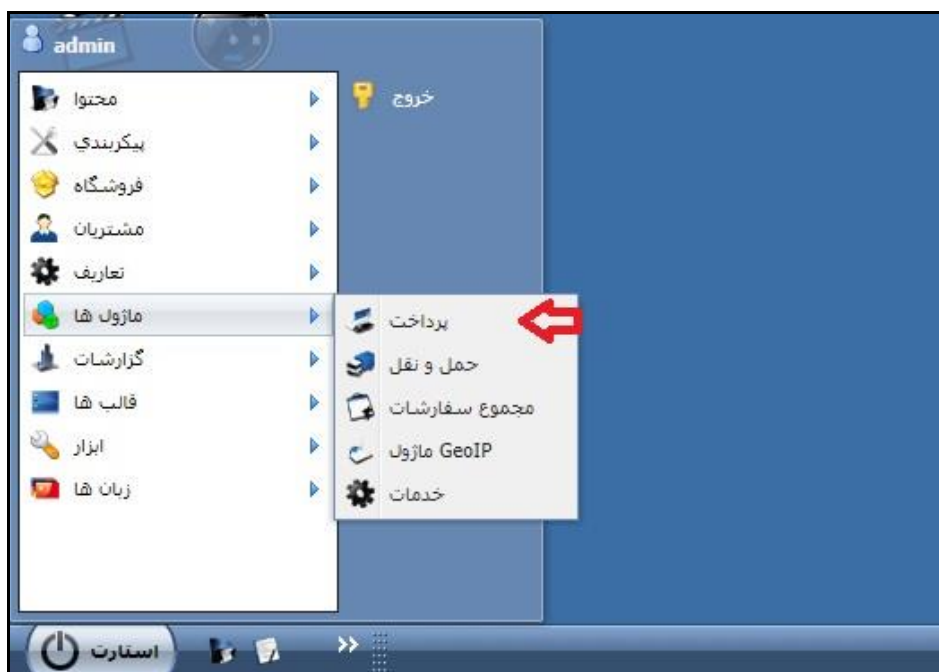 admin
محتوا
پیکربندي
فروشگاه
مشتریان
تعاریف
ماژول ها
گزارشات
قالب ها
ابزار
زبان ها
خروج
پرداخت
حمل و نقل
مجموع سفارشات
GeoIP ماژول
خدمات
استارت